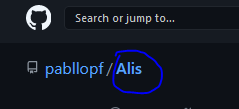 Search or jump to...
pabllopf / Alis